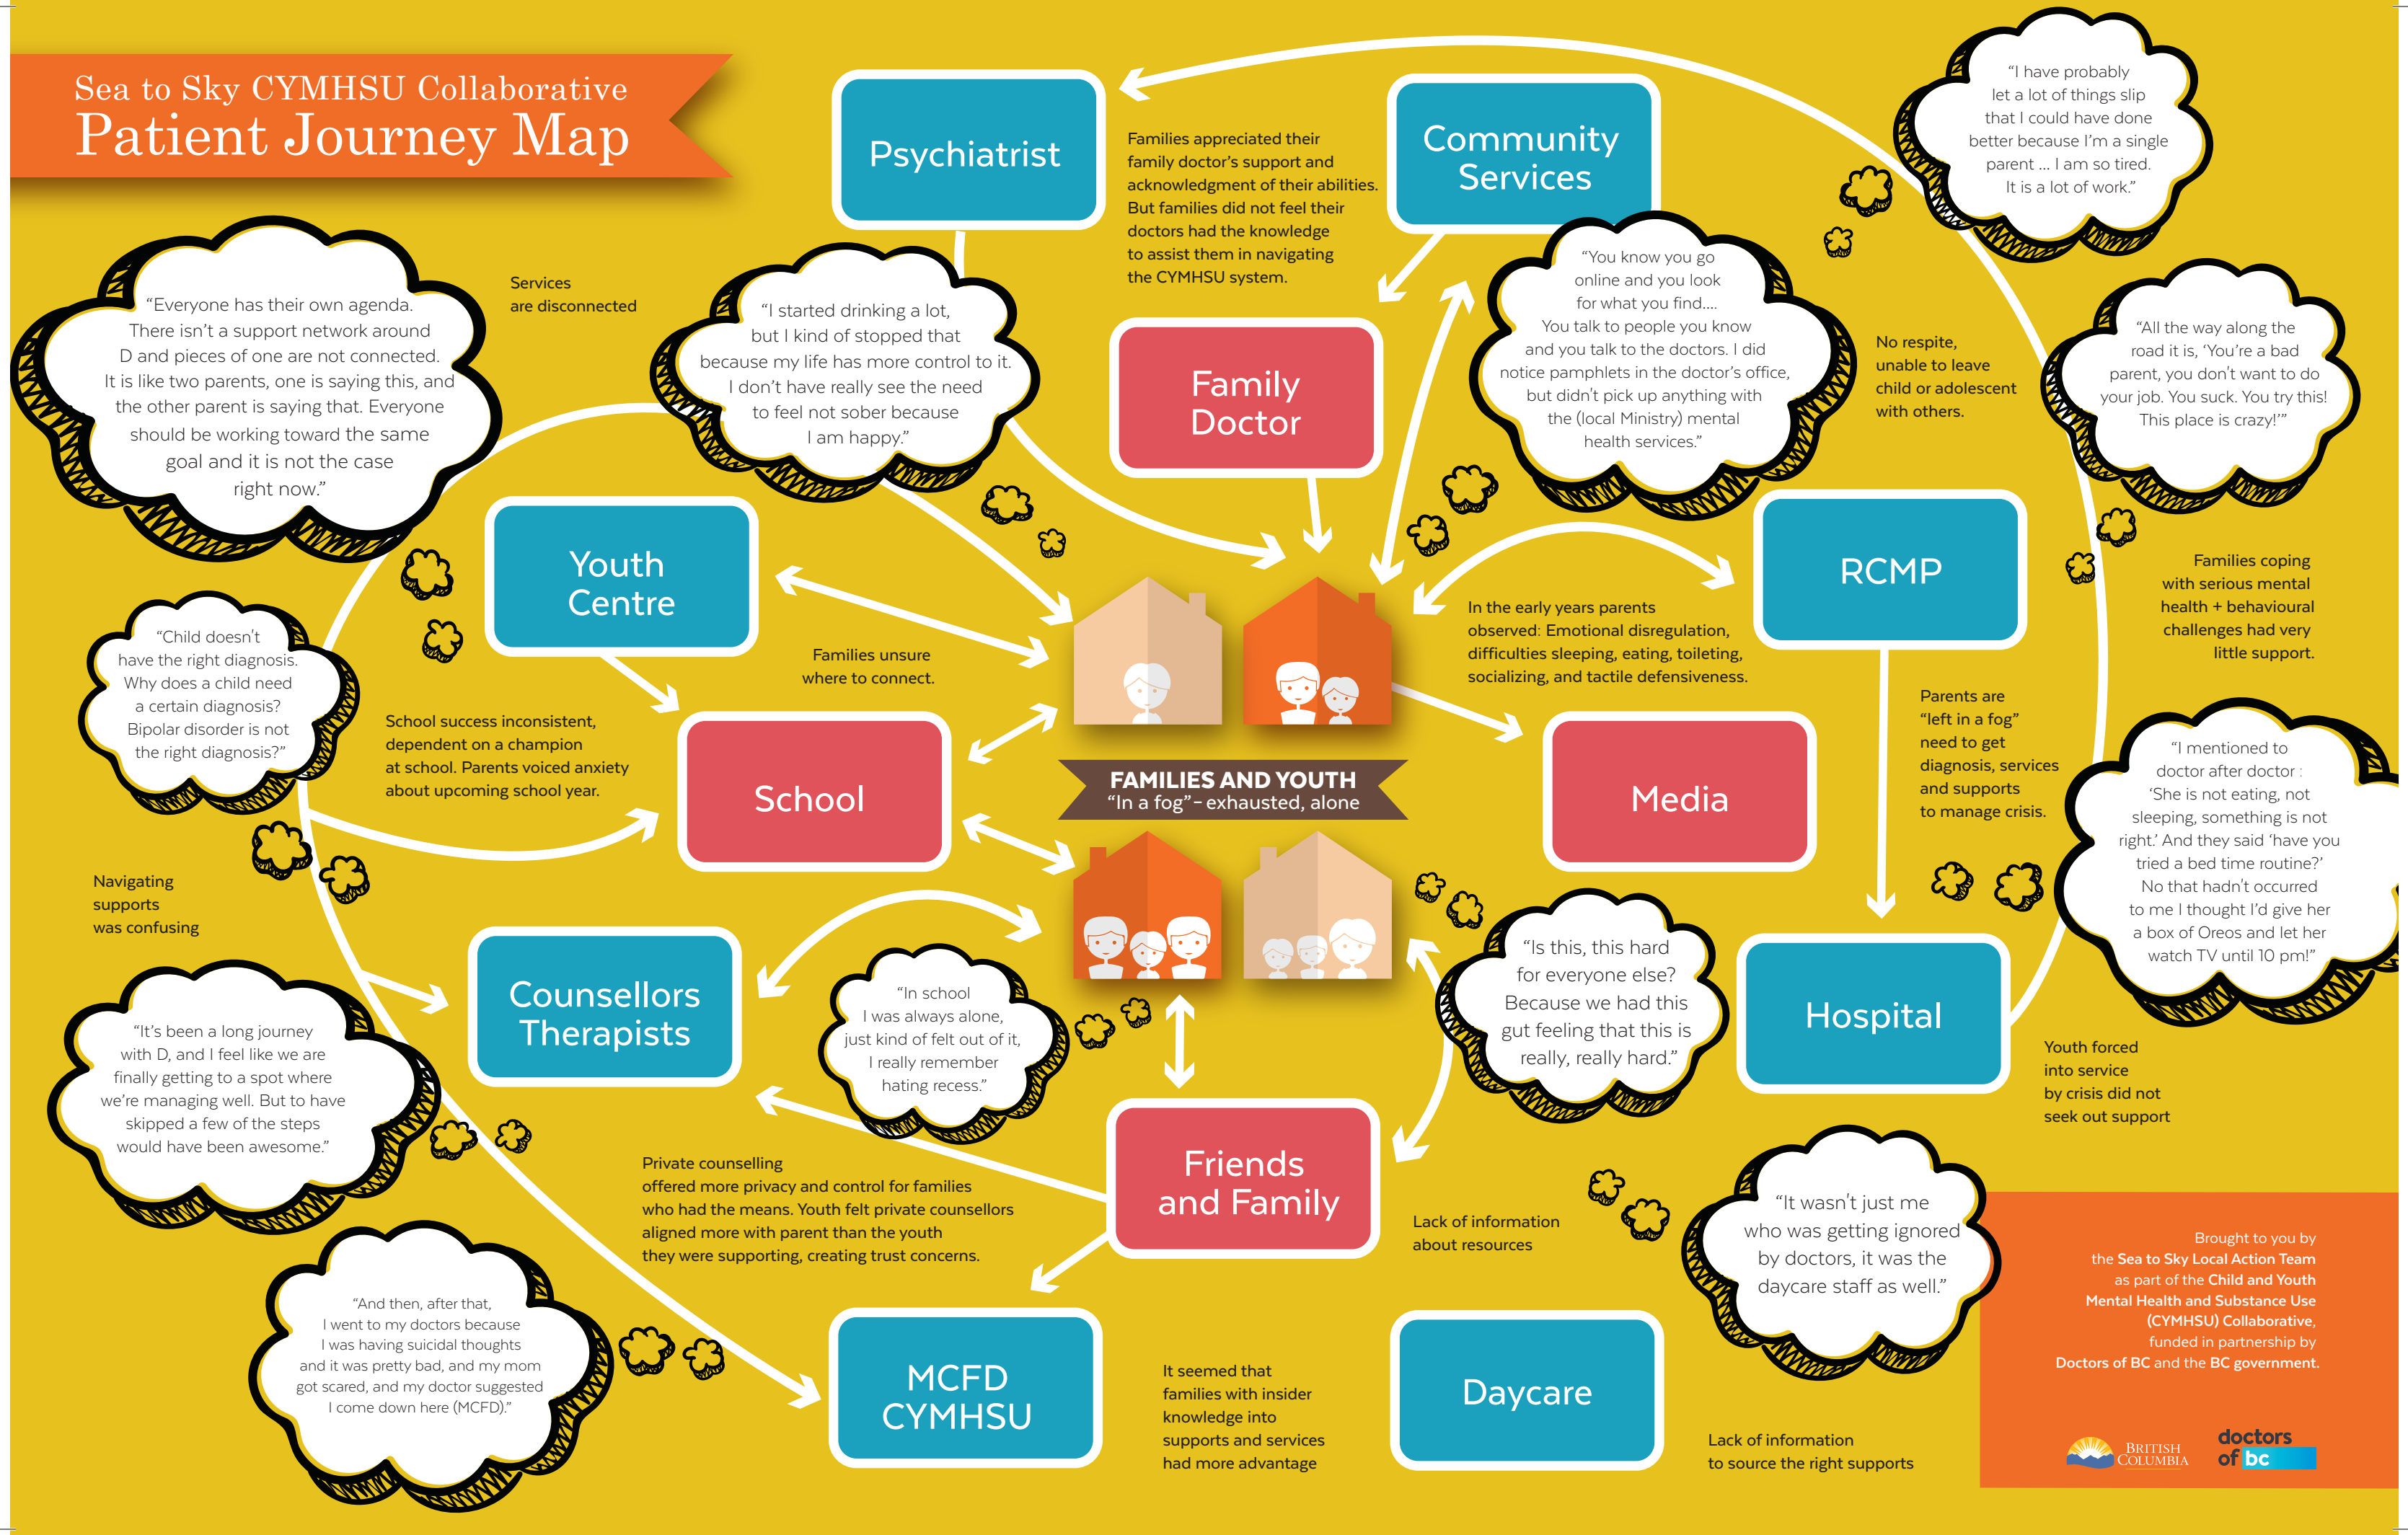 Sea to Sky CYMHSU Collaborative
Patient Journey Map
Psychiatrist
Families appreciated their
family doctor’s support and
acknowledgment of their abilities.
But families did not feel their
doctors had the knowledge
to assist them in navigating
the CYMHSU system.
Community
Services
“I have probably
let a lot of things slip
that I could have done
better because I’m a single
parent ... I am so tired.
It is a lot of work.”
“Everyone has their own agenda.
There isn’t a support network around
D and pieces of one are not connected.
It is like two parents, one is saying this, and
the other parent is saying that. Everyone
should be working toward the same
goal and it is not the case
right now.”
Services
are disconnected
“I started drinking a lot,
but I kind of stopped that
because my life has more control to it.
I don’t have really see the need
to feel not sober because
I am happy.”
Family
Doctor
“You know you go
online and you look
for what you find....
You talk to people you know
and you talk to the doctors. I did
notice pamphlets in the doctor’s office,
but didn’t pick up anything with
the (local Ministry) mental
health services.”
No respite,
unable to leave
child or adolescent
with others.
“All the way along the
road it is, ‘You’re a bad
parent, you don’t want to do
your job. You suck. You try this!
This place is crazy!’”
Youth
Centre
RCMP
Families coping
with serious mental
health + behavioural
challenges had very
little support.
“Child doesn’t
have the right diagnosis.
Why does a child need
a certain diagnosis?
Bipolar disorder is not
the right diagnosis?”
Families unsure
where to connect.
In the early years parents
observed: Emotional disregulation,
difficulties sleeping, eating, toileting,
socializing, and tactile defensiveness.
School success inconsistent,
dependent on a champion
at school. Parents voiced anxiety
about upcoming school year.
School
FAMILIES AND YOUTH
“In a fog” – exhausted, alone
Media
Parents are
“left in a fog”
need to get
diagnosis, services
and supports
to manage crisis.
“I mentioned to
doctor after doctor :
‘She is not eating, not
sleeping, something is not
right.’ And they said ‘have you
tried a bed time routine?’
No that hadn’t occurred
to me I thought I’d give her
a box of Oreos and let her
watch TV until 10 pm!”
Navigating
supports
was confusing
Counsellors
Therapists
“In school
I was always alone,
just kind of felt out of it,
I really remember
hating recess.”
“Is this, this hard
for everyone else?
Because we had this
gut feeling that this is
really, really hard.”
Hospital
“It’s been a long journey
with D, and I feel like we are
finally getting to a spot where
we’re managing well. But to have
skipped a few of the steps
would have been awesome.”
Youth forced
into service
by crisis did not
seek out support
Private counselling
offered more privacy and control for families
who had the means. Youth felt private counsellors
aligned more with parent than the youth
they were supporting, creating trust concerns.
Friends
and Family
Lack of information
about resources
“It wasn’t just me
who was getting ignored
by doctors, it was the
daycare staff as well.”
“And then, after that,
I went to my doctors because
I was having suicidal thoughts
and it was pretty bad, and my mom
got scared, and my doctor suggested
I come down here (MCFD).”
MCFD
CYMHSU
It seemed that
families with insider
knowledge into
supports and services
had more advantage
Daycare
Lack of information
to source the right supports
Brought to you by
the Sea to Sky Local Action Team
as part of the Child and Youth
Mental Health and Substance Use
(CYMHSU) Collaborative,
funded in partnership by
Doctors of BC and the BC government.
BRITISH
COLUMBIA
doctors
of bc